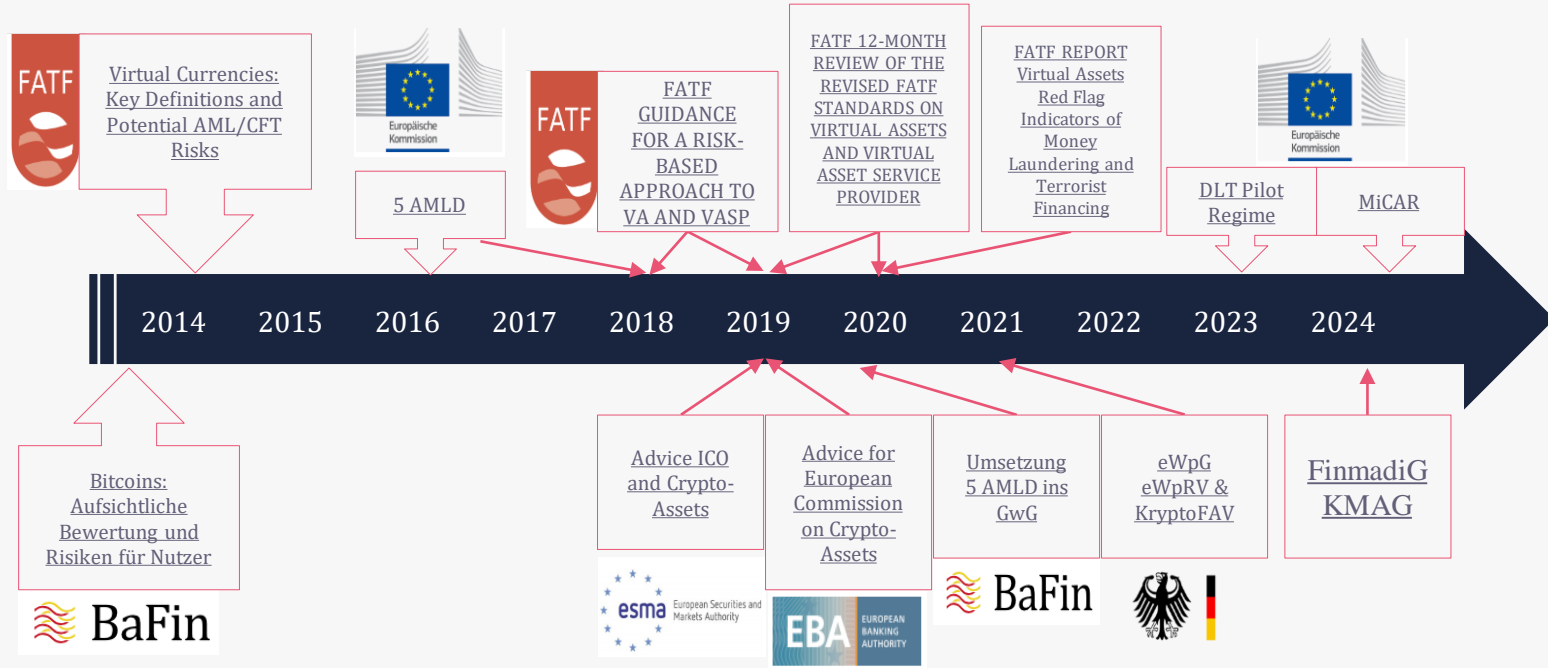 FATF
Virtual Currencies:
Key Definitions and
Potential AML/CFT
Risks
Europäische
Kommission
5 AMLD
FATF
FATF
GUIDANCE
FOR A RISK-
BASED
APPROACH TO
VA AND VASP
FATF 12-MONTH
REVIEW OF THE
REVISED FATF
STANDARDS ON
VIRTUAL ASSETS
AND VIRTUAL
ASSET SERVICE
PROVIDER
FATF REPORT
Virtual Assets
Red Flag
Indicators of
Money
Laundering and
Terrorist
Financing
Europäische
Kommission
DLT Pilot
Regime
MiCAR
2014 2015 2016 2017 2018 2019 2020 2021 2022 2023 2024
Bitcoins:
Aufsichtliche
Bewertung und
Risiken für Nutzer
BaFin
Advice ICO
and Crypto-
Assets
esma European Securities and
Markets Authority
Advice for
European
Commission
on Crypto-
Assets
EBA EUROPEAN
BANKING
AUTHORITY
Umsetzung
5 AMLD ins
GwG
BaFin
eWpG
eWpRV &
KryptoFAV
FinmadiG
KMAG